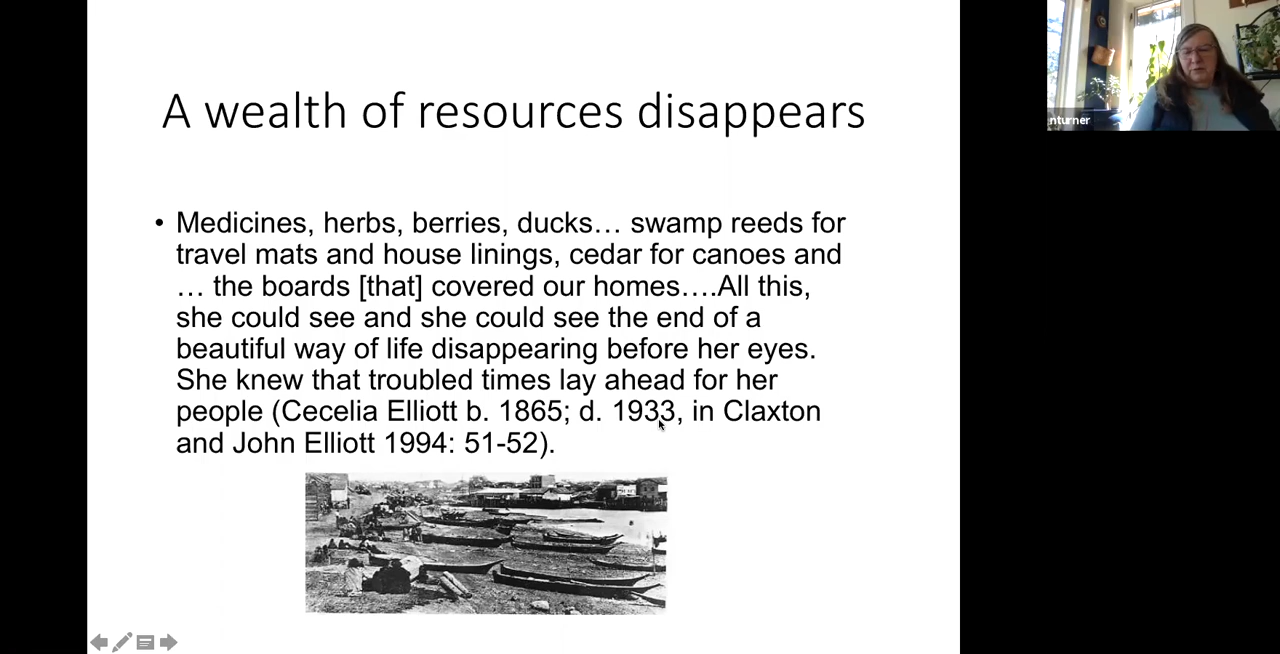 A wealth of resources disappears
• Medicines, herbs, berries, ducks… swamp reeds for
travel mats and house linings, cedar for canoes and
… the boards [that] covered our homes….All this,
she could see and she could see the end of a
beautiful way of life disappearing before her eyes.
She knew that troubled times lay ahead for her
people (Cecelia Elliott b. 1865; d. 1933, in Claxton
and John Elliott 1994: 51-52).
nturner